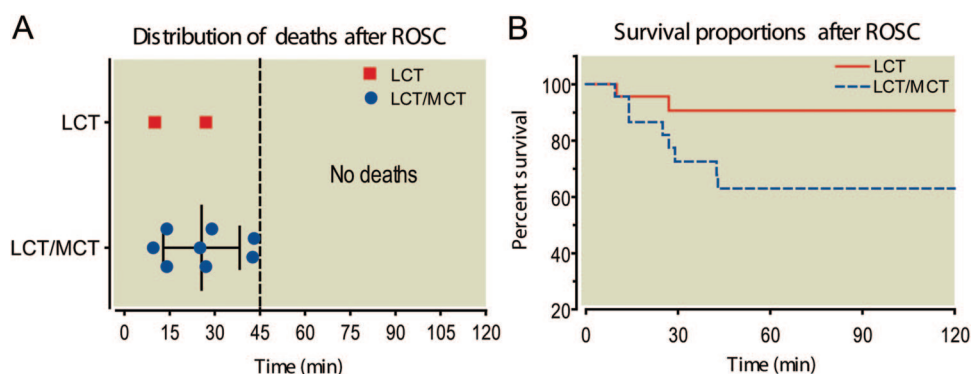 A
Distribution of deaths after ROSC
LCT
LCT/MCT
LCT
No deaths
LCT/MCT
0 15 30 45 60 75 90 105 120
Time (min)
B
Survival proportions after ROSC
LCT
LCT/MCT
100
80
60
40
20
Percent survival
0 30 60 90 120
Time (min)